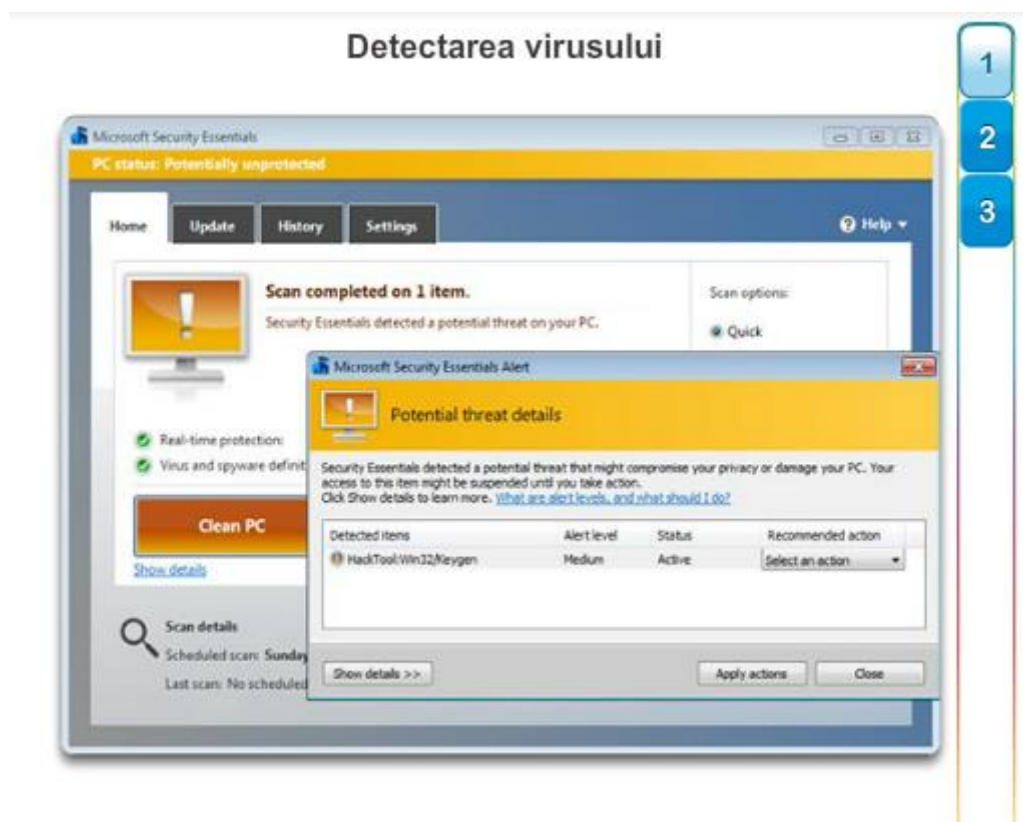 Detectarea virusului
1
2
3
Microsoft Security Essentials
PC status: Potentially unprotected
Home
Update
History
Settings
Help
Scan completed on 1 item.
Security Essentials detected a potential threat on your PC.
Scan options:
Quick
Real-time protection:
Virus and spyware definit
Clean PC
Show details
Scan details
Scheduled scan: Sunday
Last scan: No scheduled
Microsoft Security Essentials Alert
Potential threat details
Security Essentials detected a potential threat that might compromise your privacy or damage your PC. Your
access to this item might be suspended until you take action.
Click Show details to learn more. What are alert levels, and what should I do?
Detected items Alert level Status Recommended action
HackTool:Win32/Keygen Medium Active Select an action
Show details >>
Apply actions
Close